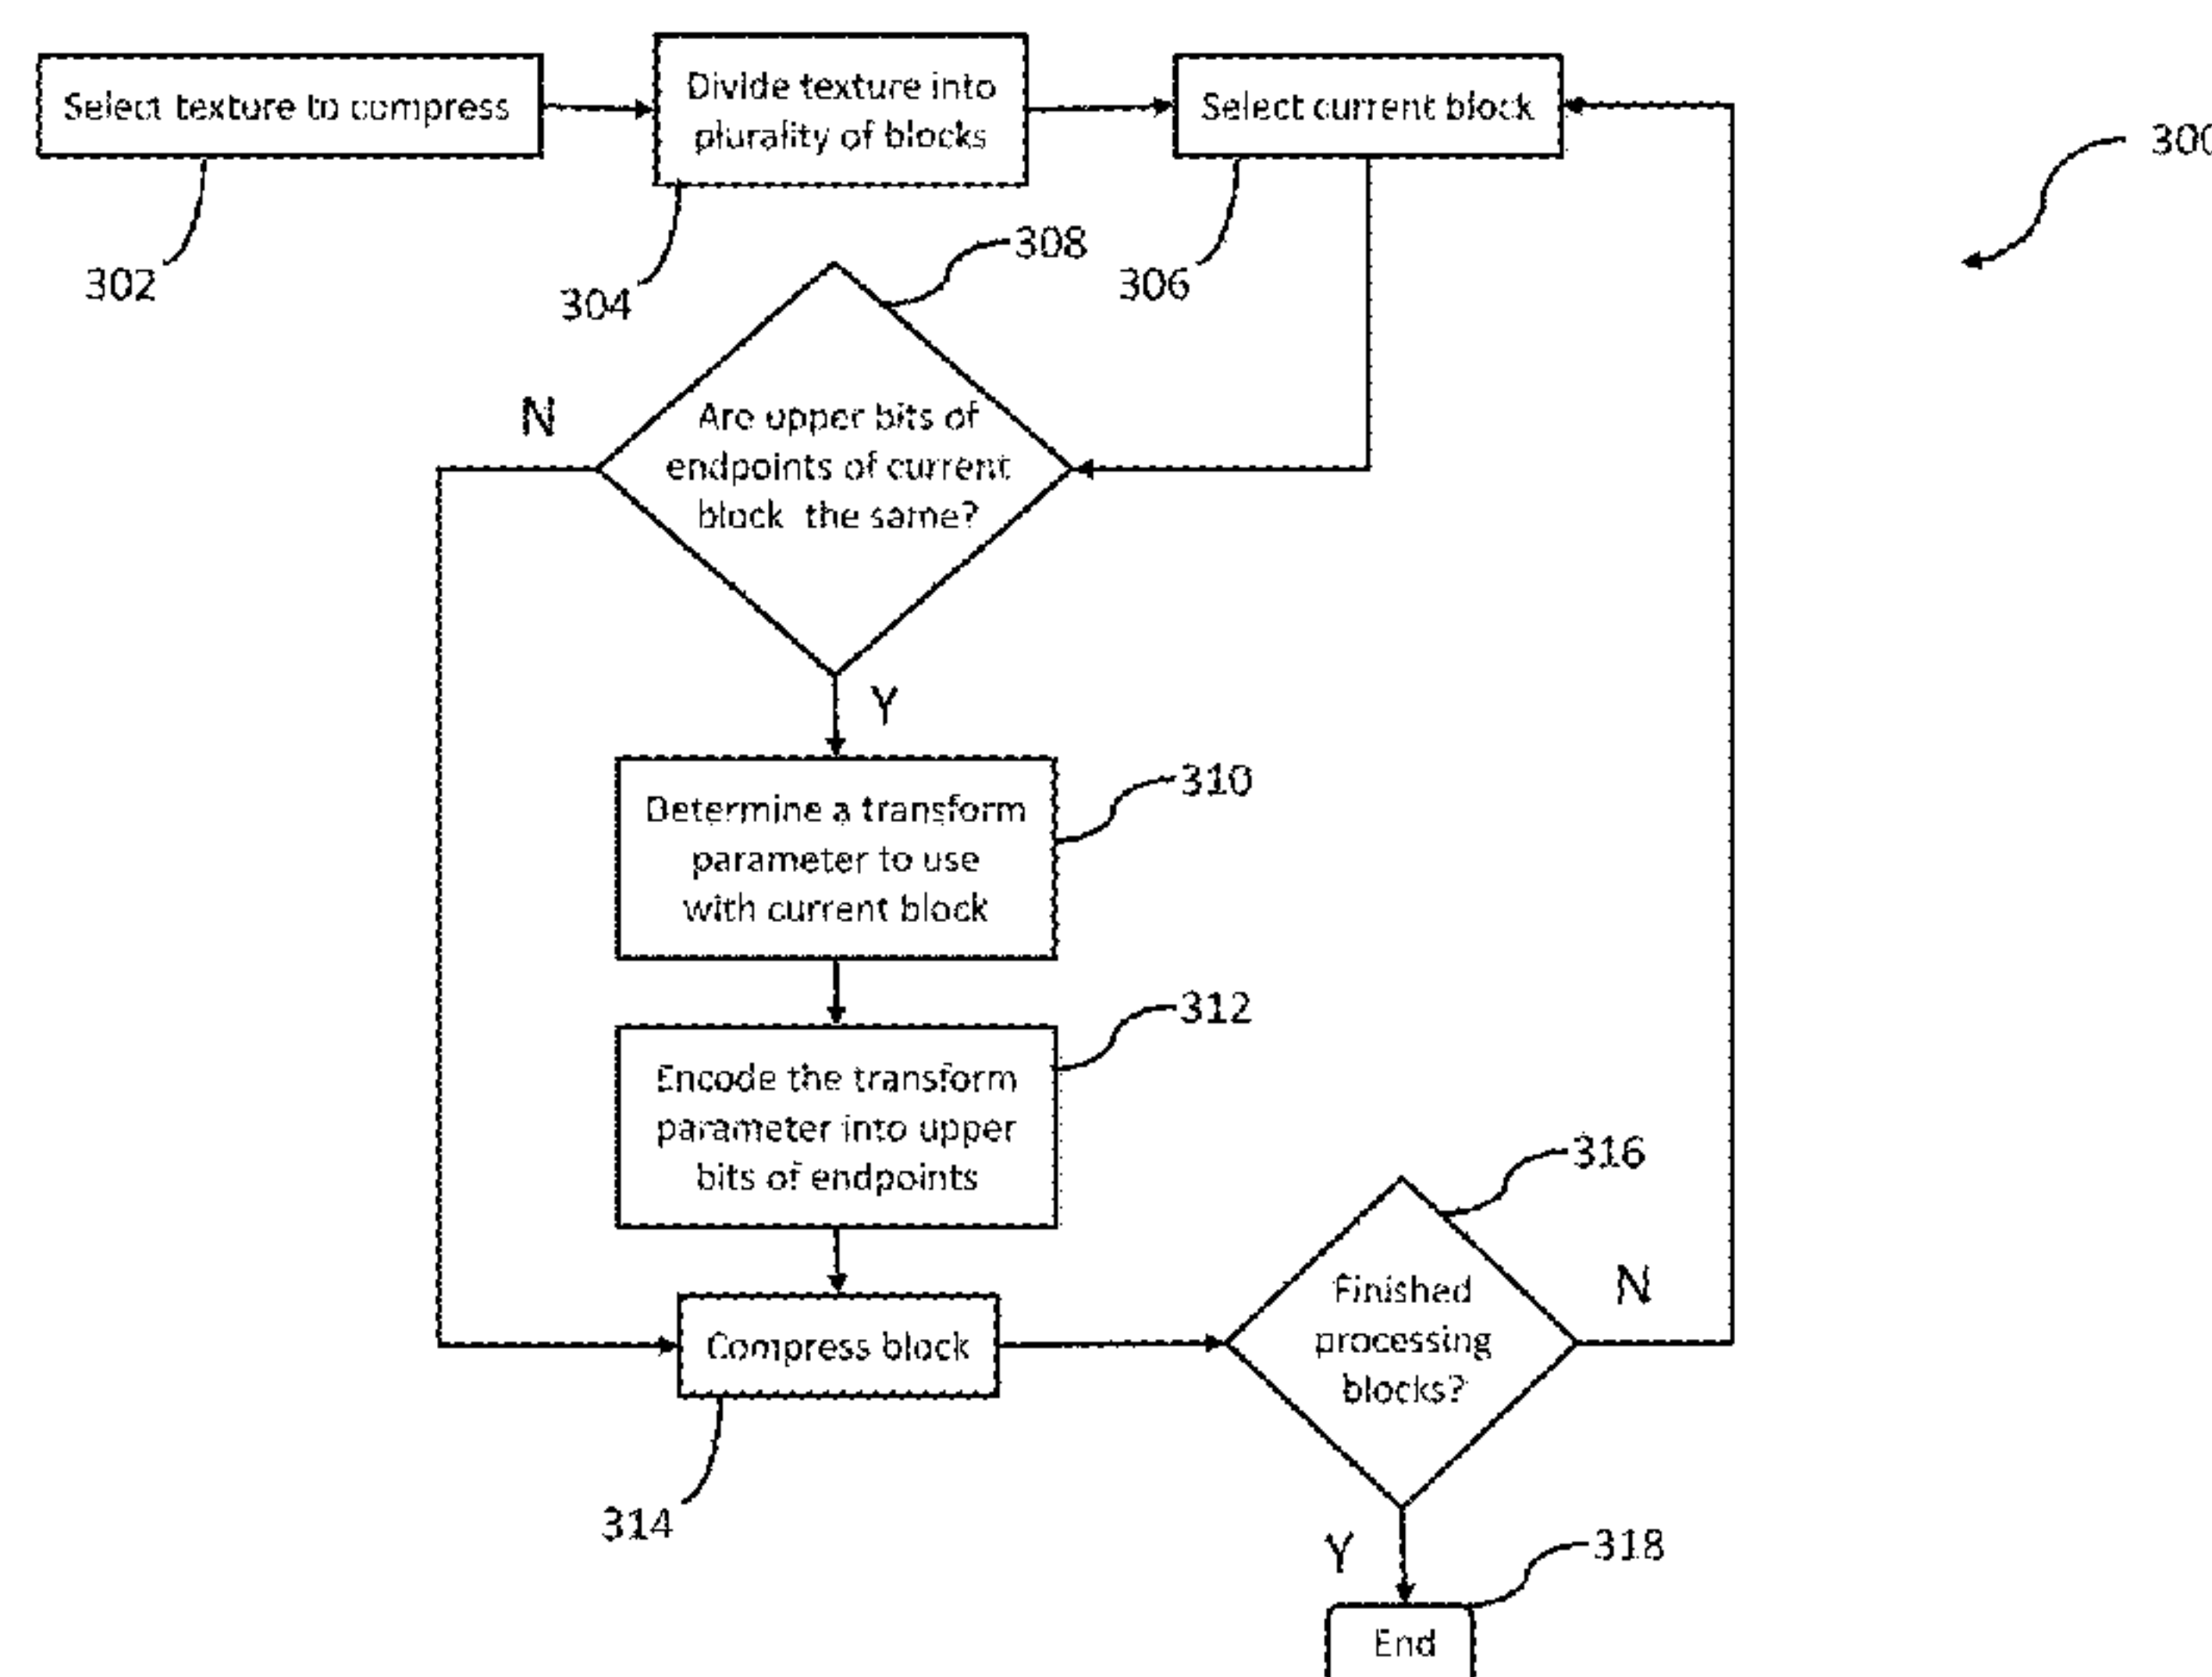 Select texture to compress
302
Divide texture into
plurality of blocks
304
Select current block
306
300
308
Are upper bits of
endpoints of current
block the same?
N
Y
Determine a transform
parameter to use
with current block
310
Encode the transform
parameter into upper
bits of endpoints
312
Compress block
314
Finished
processing
blocks?
316
N
Y
End
318